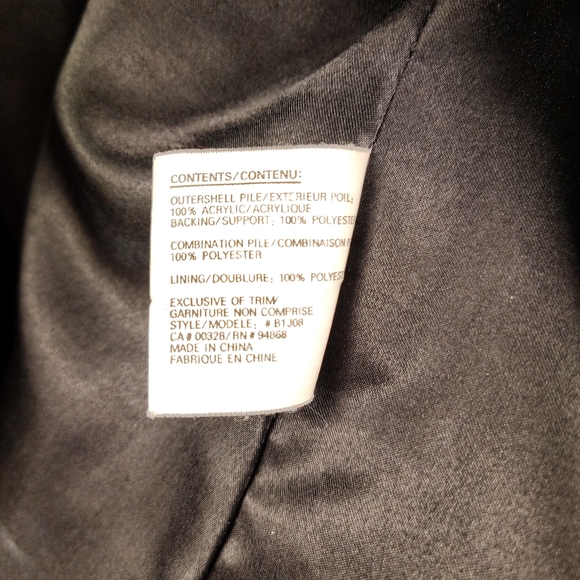 CONTENTS/CONTENU:
OUTERSHELL PILE/EXTERIEUR POIL:
100% ACRYLIC/ACRYLIQUE
BACKING/SUPPORT: 100% POLYESTER
COMBINATION PILE/COMBINAISON
100% POLYESTER
LINING/DOUBLURE: 100% POLYEST
EXCLUSIVE OF TRIM/
GARNITURE NON COMPRISE
STYLE/MODELE: # B1J08
CA# 00328/RN# 94868
MADE IN CHINA
FABRIQUE EN CHINE